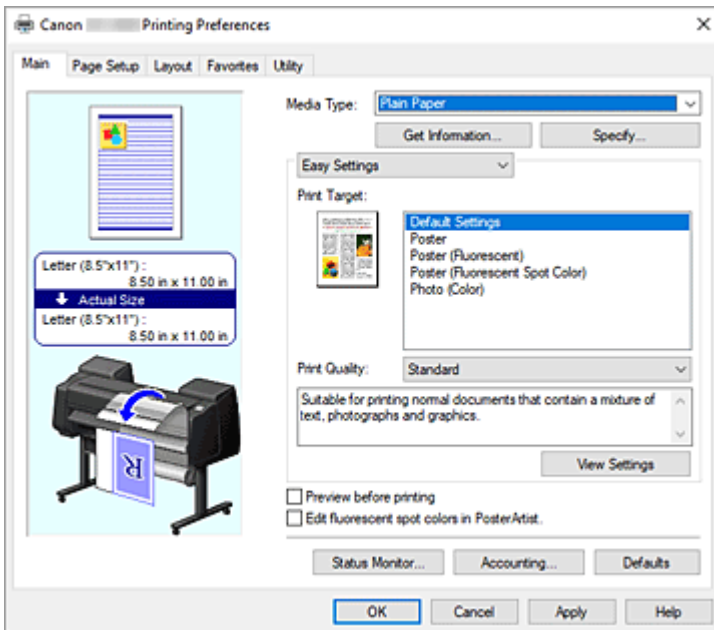 Canon Printing Preferences
Main Page Setup Layout Favorites Utility
Media Type: Plain Paper
Get Information... Specify...
Easy Settings
Print Target:
Default Settings
Poster
Poster (Fluorescent)
Poster (Fluorescent Spot Color)
Photo (Color)
Letter (8.5"x11") :
8.50 in x 11.00 in
Actual Size
Letter (8.5"x11") :
8.50 in x 11.00 in
R
Print Quality: Standard
Suitable for printing normal documents that contain a mixture of
text, photographs and graphics.
View Settings
Preview before printing
Edit fluorescent spot colors in PosterArtist.
Status Monitor... Accounting... Defaults
OK Cancel Apply Help